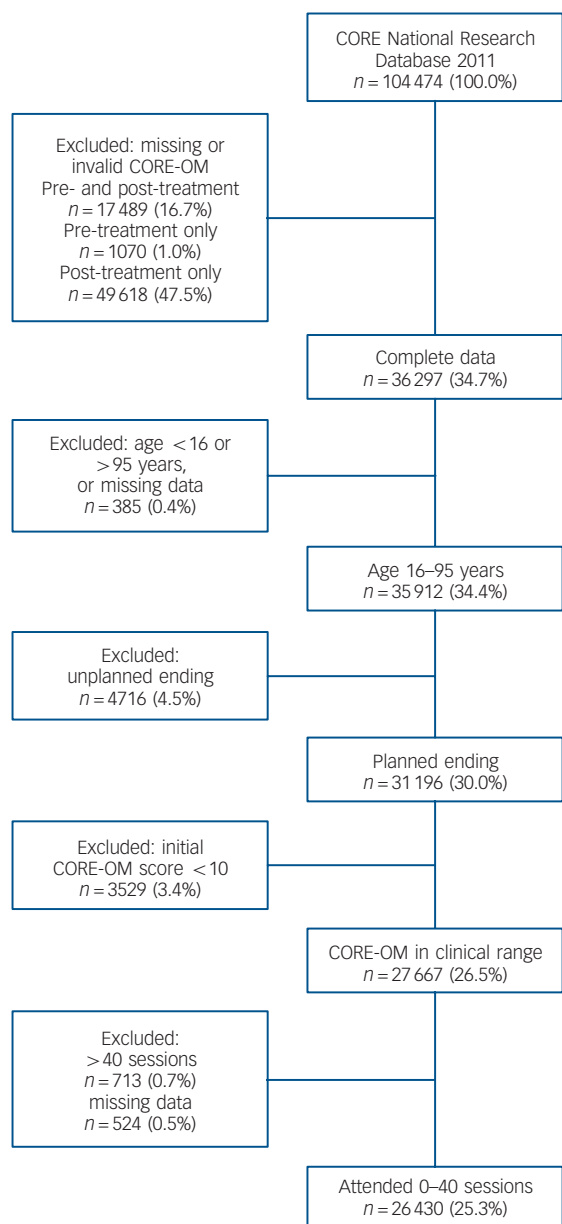 CORE National Research
Database 2011
n = 104 474 (100.0%)
Excluded: missing or
invalid CORE-OM
Pre- and post-treatment
n = 17 489 (16.7%)
Pre-treatment only
n = 1070 (1.0%)
Post-treatment only
n = 49 618 (47.5%)
Complete data
n = 36 297 (34.7%)
Excluded: age <16 or
>95 years,
or missing data
n = 385 (0.4%)
Age 16–95 years
n = 35 912 (34.4%)
Excluded:
unplanned ending
n = 4716 (4.5%)
Planned ending
n = 31 196 (30.0%)
Excluded: initial
CORE-OM score <10
n = 3529 (3.4%)
CORE-OM in clinical range
n = 27 667 (26.5%)
Excluded:
>40 sessions
n = 713 (0.7%)
missing data
n = 524 (0.5%)
Attended 0–40 sessions
n = 26 430 (25.3%)